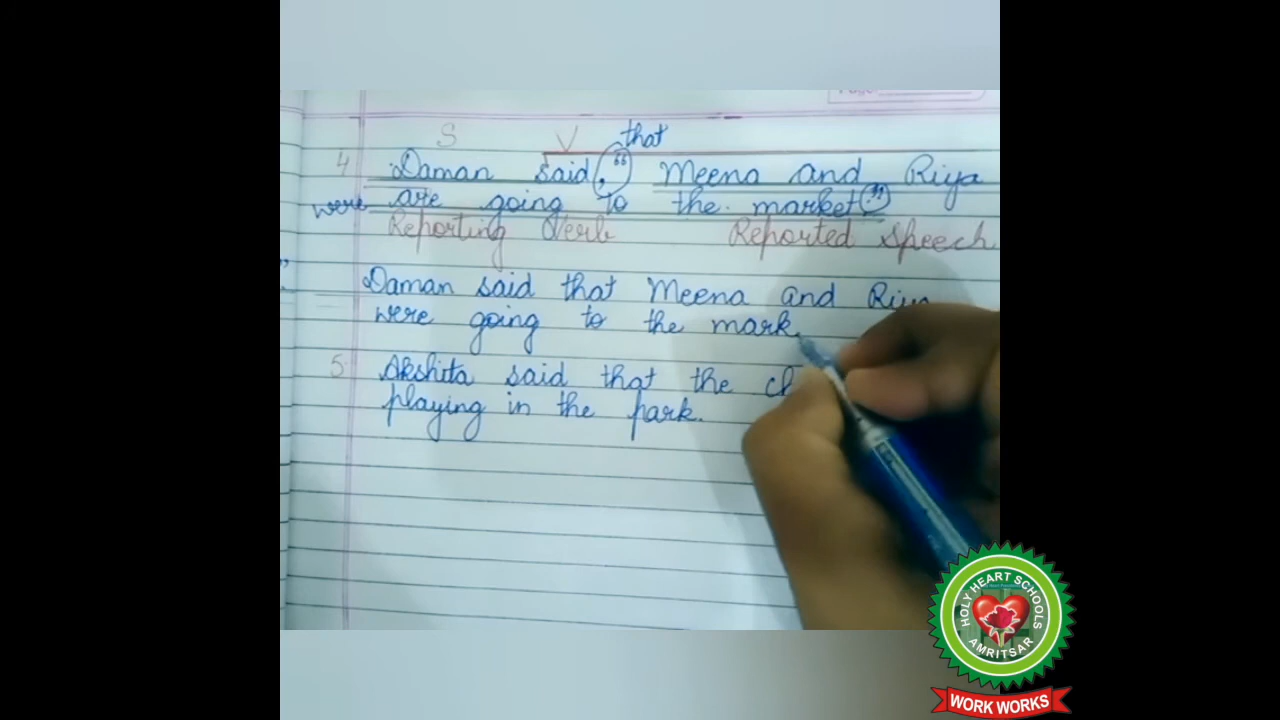 S V that
4 Daman said, " Meena and Riya
were are going to the market"
Reporting Verb Reported Speech
"
Daman said that Meena and Riya
were going to the mark
5. Akshita said that the
playing in the park.
HOLY HEART SCHOOLS
AMRITSAR
WORK WORKS